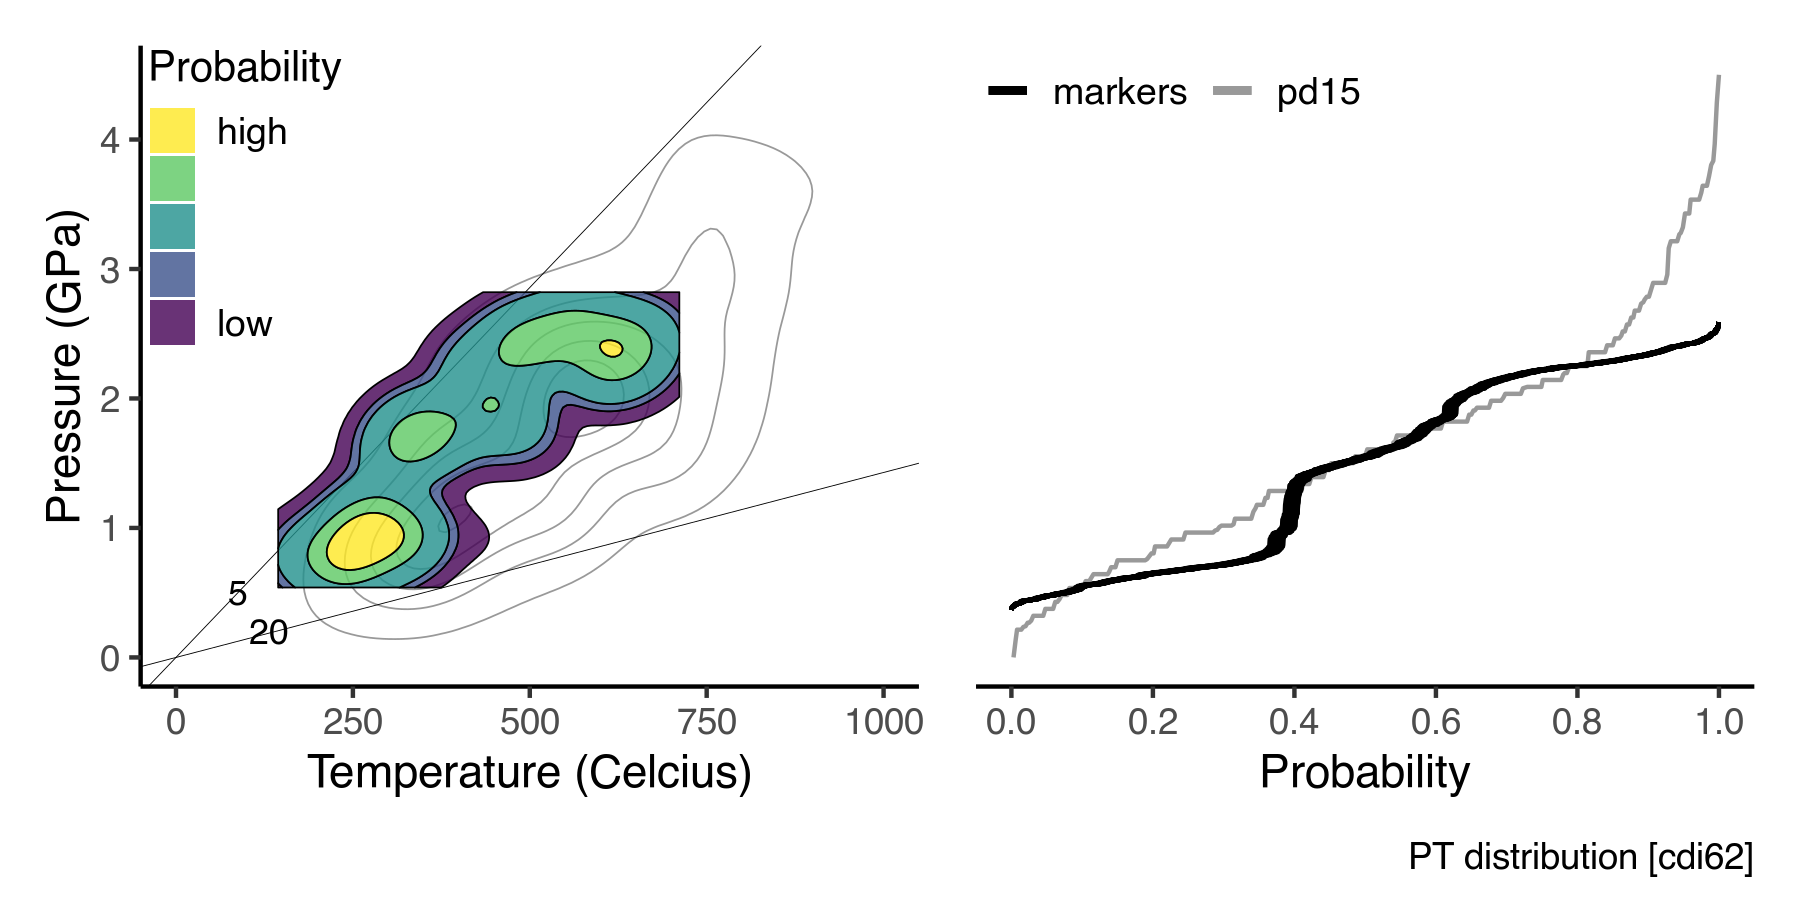 Probability
high
low
markers
pd15
Pressure (GPa)
4
3
2
1
0
5
20
0
250
500
750
1000
Temperature (Celcius)
0.0
0.2
0.4
0.6
0.8
1.0
Probability
PT distribution [cdi62]